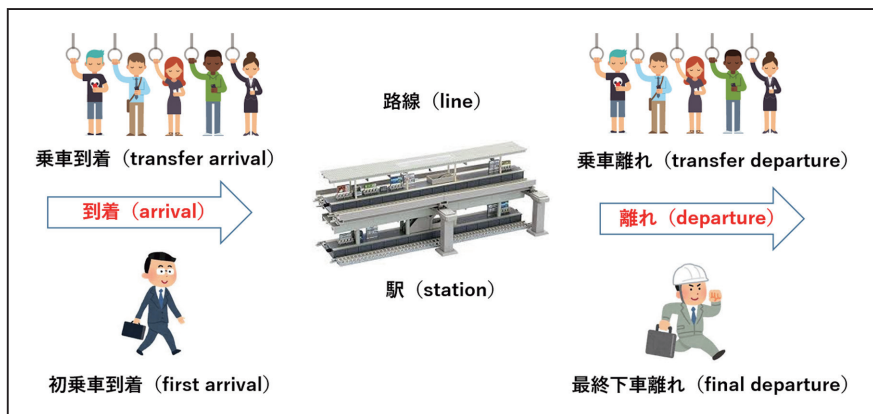 路線（line）
乗車到着（transfer arrival）
乗車離れ（transfer departure）
到着（arrival）
離れ（departure）
駅（station）
初乗車到着（first arrival）
最終下車離れ（final departure）